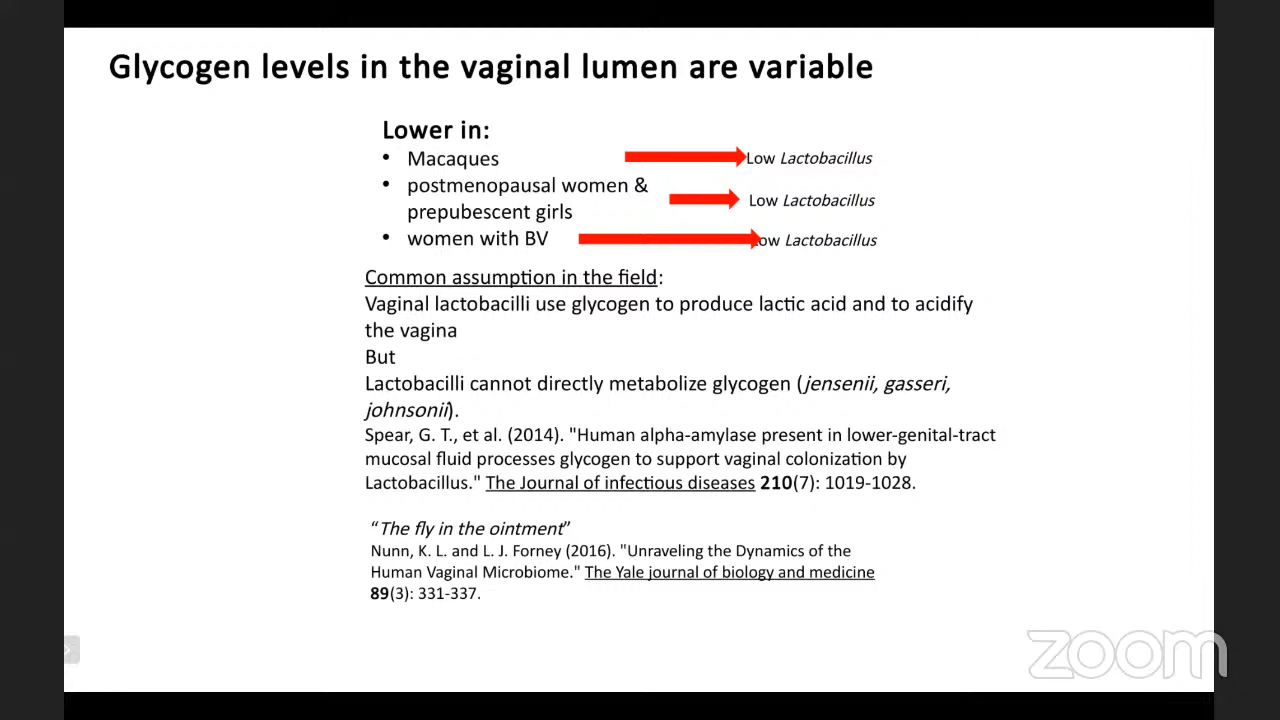 Glycogen levels in the vaginal lumen are variable
Lower in:
• Macaques
Low Lactobacillus
• postmenopausal women &
prepubescent girls
Low Lactobacillus
• women with BV
Low Lactobacillus
Common assumption in the field:
Vaginal lactobacilli use glycogen to produce lactic acid and to acidify
the vagina
But
Lactobacilli cannot directly metabolize glycogen (jensenii, gasseri,
johnsonii).
Spear, G. T., et al. (2014). "Human alpha-amylase present in lower-genital-tract
mucosal fluid processes glycogen to support vaginal colonization by
Lactobacillus." The Journal of infectious diseases 210(7): 1019-1028.
“The fly in the ointment”
Nunn, K. L. and L. J. Forney (2016). "Unraveling the Dynamics of the
Human Vaginal Microbiome." The Yale journal of biology and medicine
89(3): 331-337.
zoom